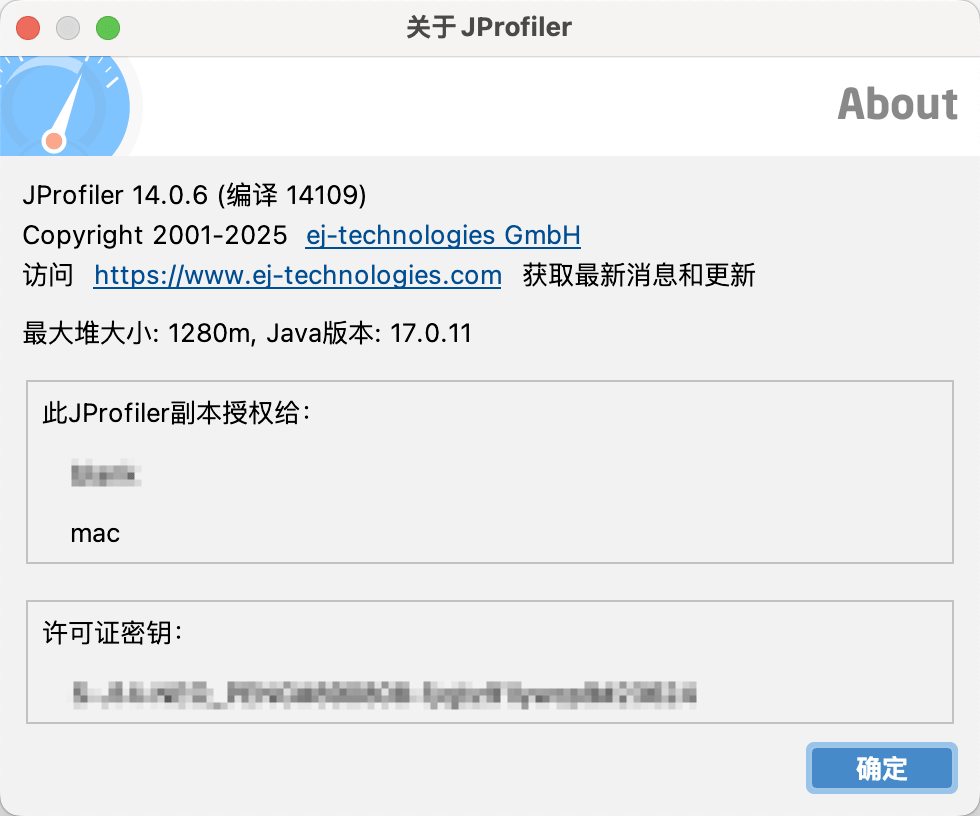 关于 JProfiler
About
JProfiler 14.0.6 (编译 14109)
Copyright 2001-2025 ej-technologies GmbH
访问 https://www.ej-technologies.com 获取最新消息和更新
最大堆大小: 1280m, Java版本: 17.0.11
此JProfiler副本授权给:
mac
许可证密钥:
确定